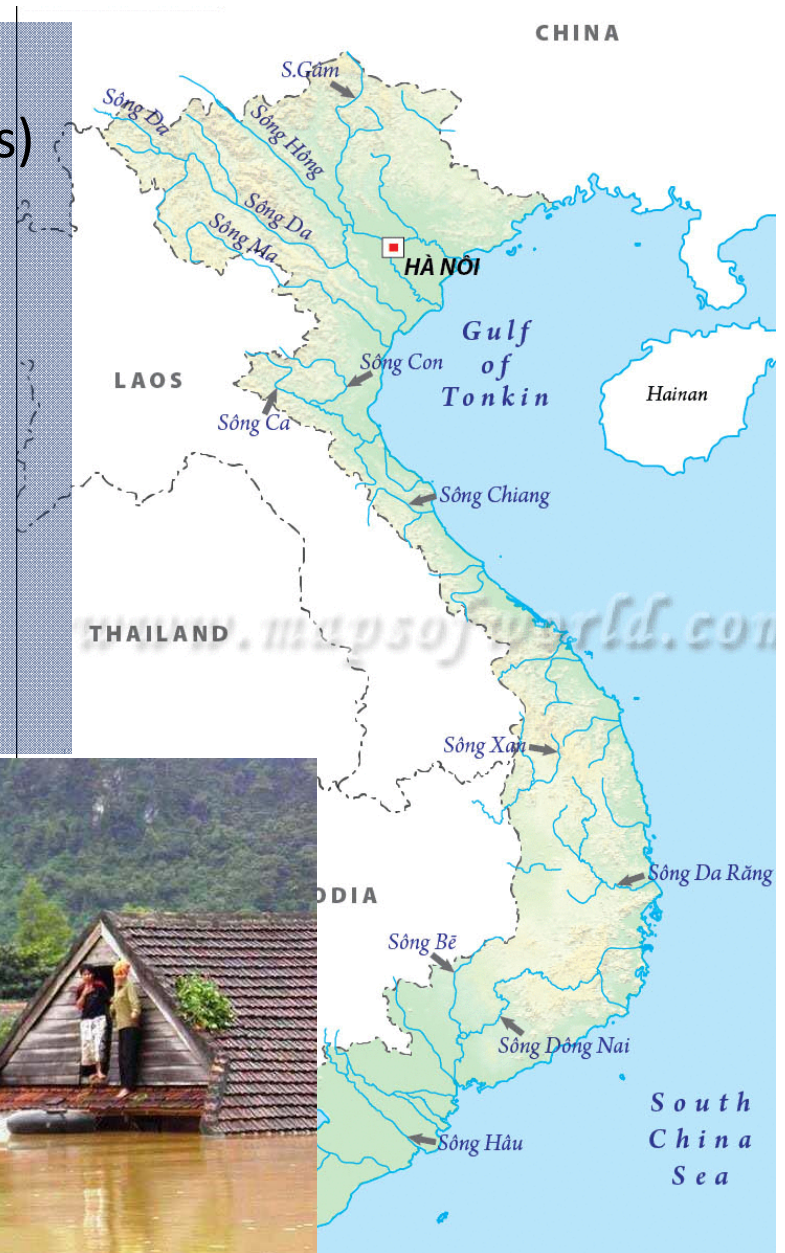 CHINA
s)
S.Gâm
Sông Da
Sông Hông
Sông Da
Sông Ma
HÀ NÔI
Gulf
of
Tonkin
Sông Con
LAOS
Hainan
Sông Ca
Sông Chiang
www.mapsofworld.com
THAILAND
Sông Xan
Sông Da Răng
ODIA
Sông Bē
Sông Dông Nai
South
China
Sea
Sông Hâu